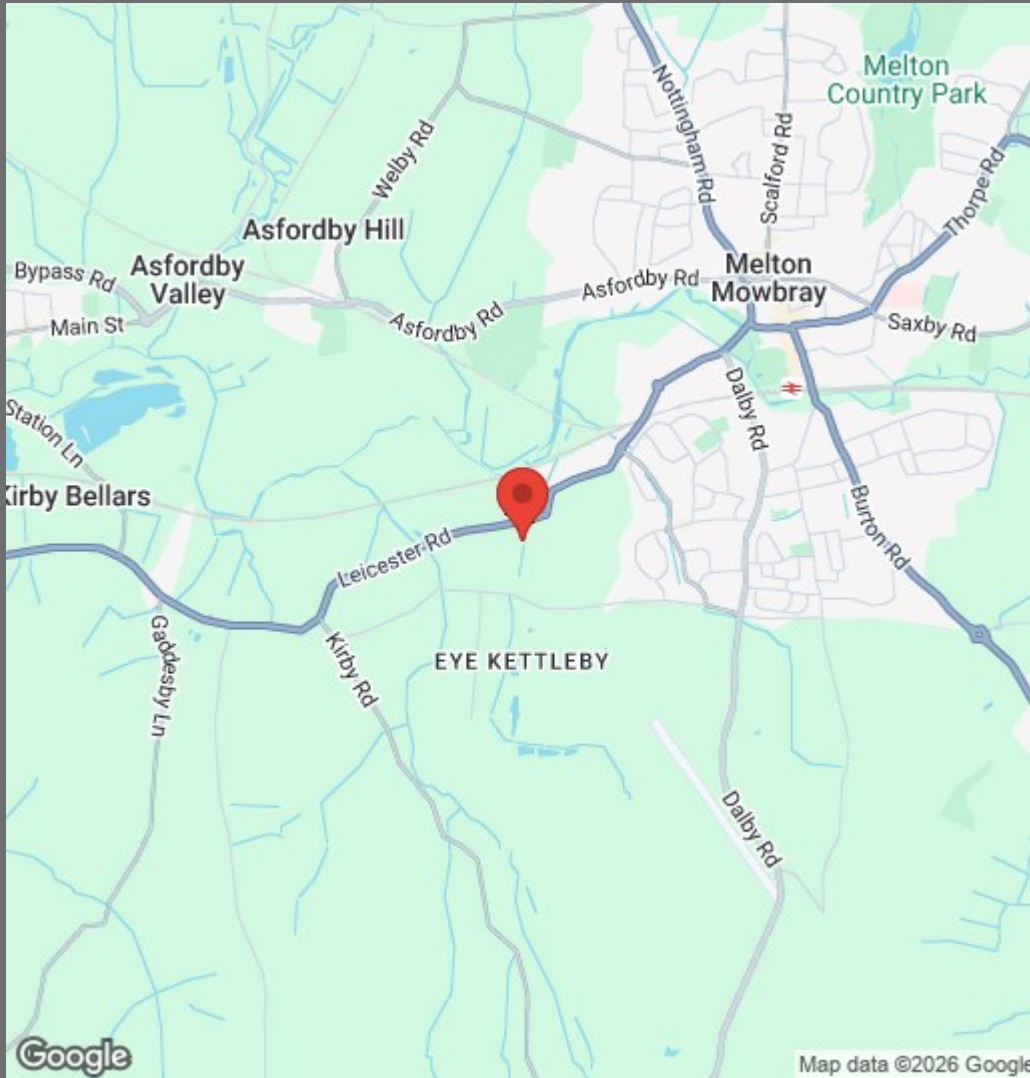 Nottingham Rd
Melton
Country Park
Scalford Rd
Thorpe Rd
Welby Rd
Asfordby Hill
Bypass Rd
Asfordby
Valley
Asfordby Rd
Melton
Mowbray
Main St
Asfordby Rd
Saxby Rd
Station Ln
Dalby Rd
Kirby Bellars
Burton Rd
Leicester Rd
Gaddesby Ln
Kirby Rd
EYE KETTLEBY
Dalby Rd
Google
Map data ©2026 Google